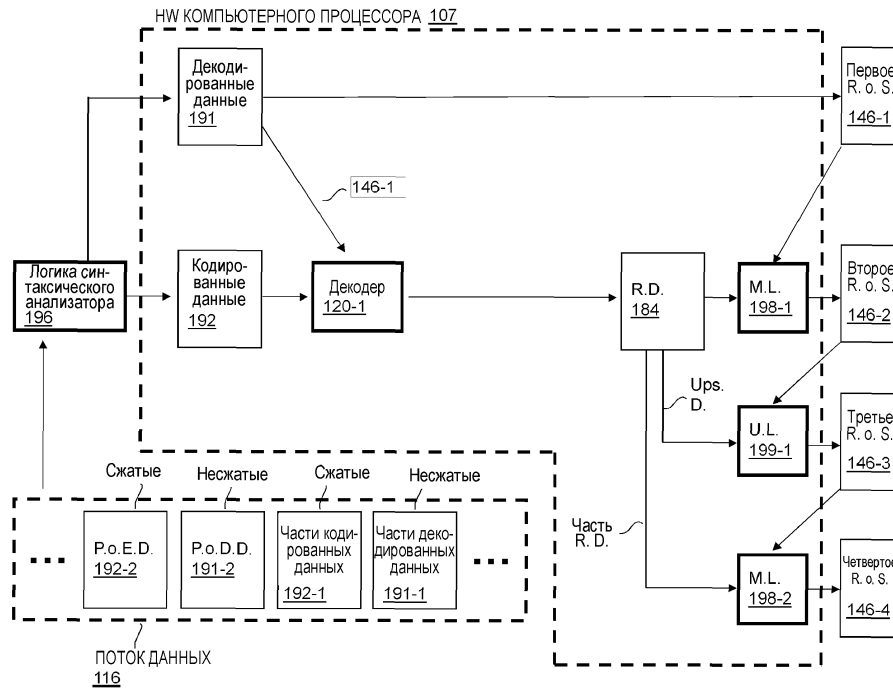 HW КОМПЬЮТЕРНОГО ПРОЦЕССОРА 107
Декоди-
рованные
данные
191
Первое
R. o. S.
146-1
146-1
Логика син-
таксического
анализатора
196
Кодиро-
ванные
данные
192
Декодер
120-1
R.D.
184
M.L.
198-1
Второе
R. o. S.
146-2
Ups.
D.
U.L.
199-1
Третье
R. o. S.
146-3
Сжатые
Несжатые
Сжатые
Несжатые
P.o.E.D.
192-2
P.o.D.D.
191-2
Части коди-
рованных
данных
192-1
Части деко-
дированных
данных
191-1
Часть
R. D.
M.L.
198-2
Четвертое
R. o. S.
146-4
ПОТОК ДАННЫХ
116